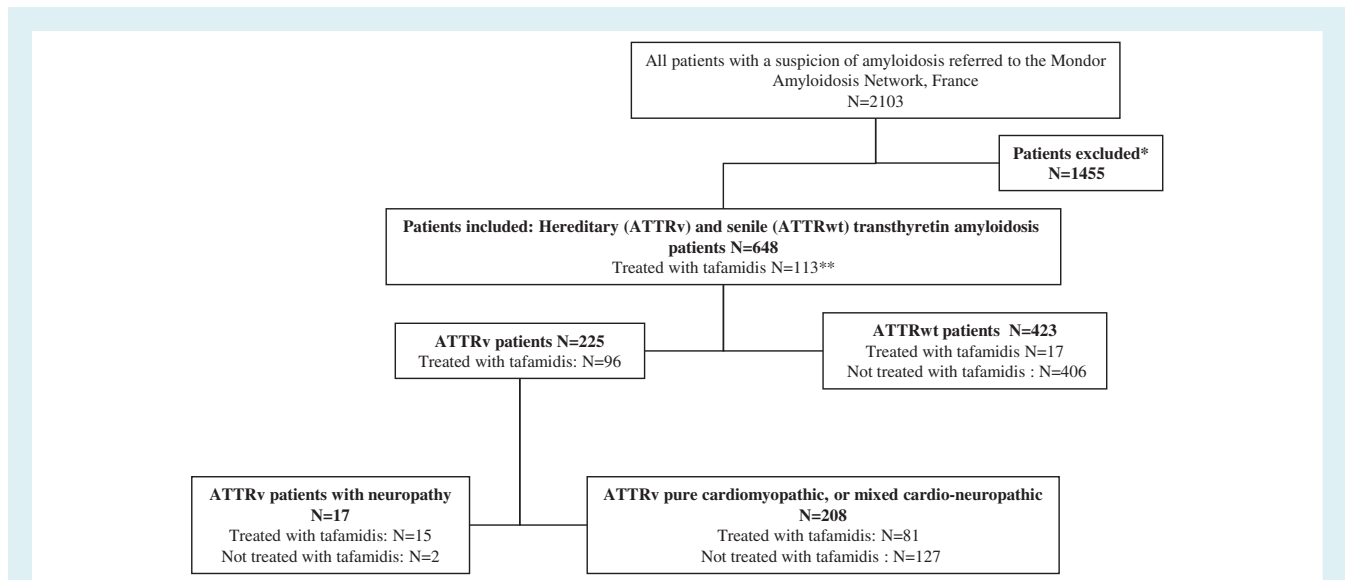 All patients with a suspicion of amyloidosis referred to the Mondor
Amyloidosis Network, France
N=2103
Patients excluded*
N=1455
Patients included: Hereditary (ATTRv) and senile (ATTRwt) transthyretin amyloidosis
patients N=648
Treated with tafamidis N=113**
ATTRv patients N=225
Treated with tafamidis: N=96
ATTRwt patients N=423
Treated with tafamidis N=17
Not treated with tafamidis : N=406
ATTRv patients with neuropathy
N=17
Treated with tafamidis: N=15
Not treated with tafamidis: N=2
ATTRv pure cardiomyopathic, or mixed cardio-neuropathic
N=208
Treated with tafamidis: N=81
Not treated with tafamidis : N=127